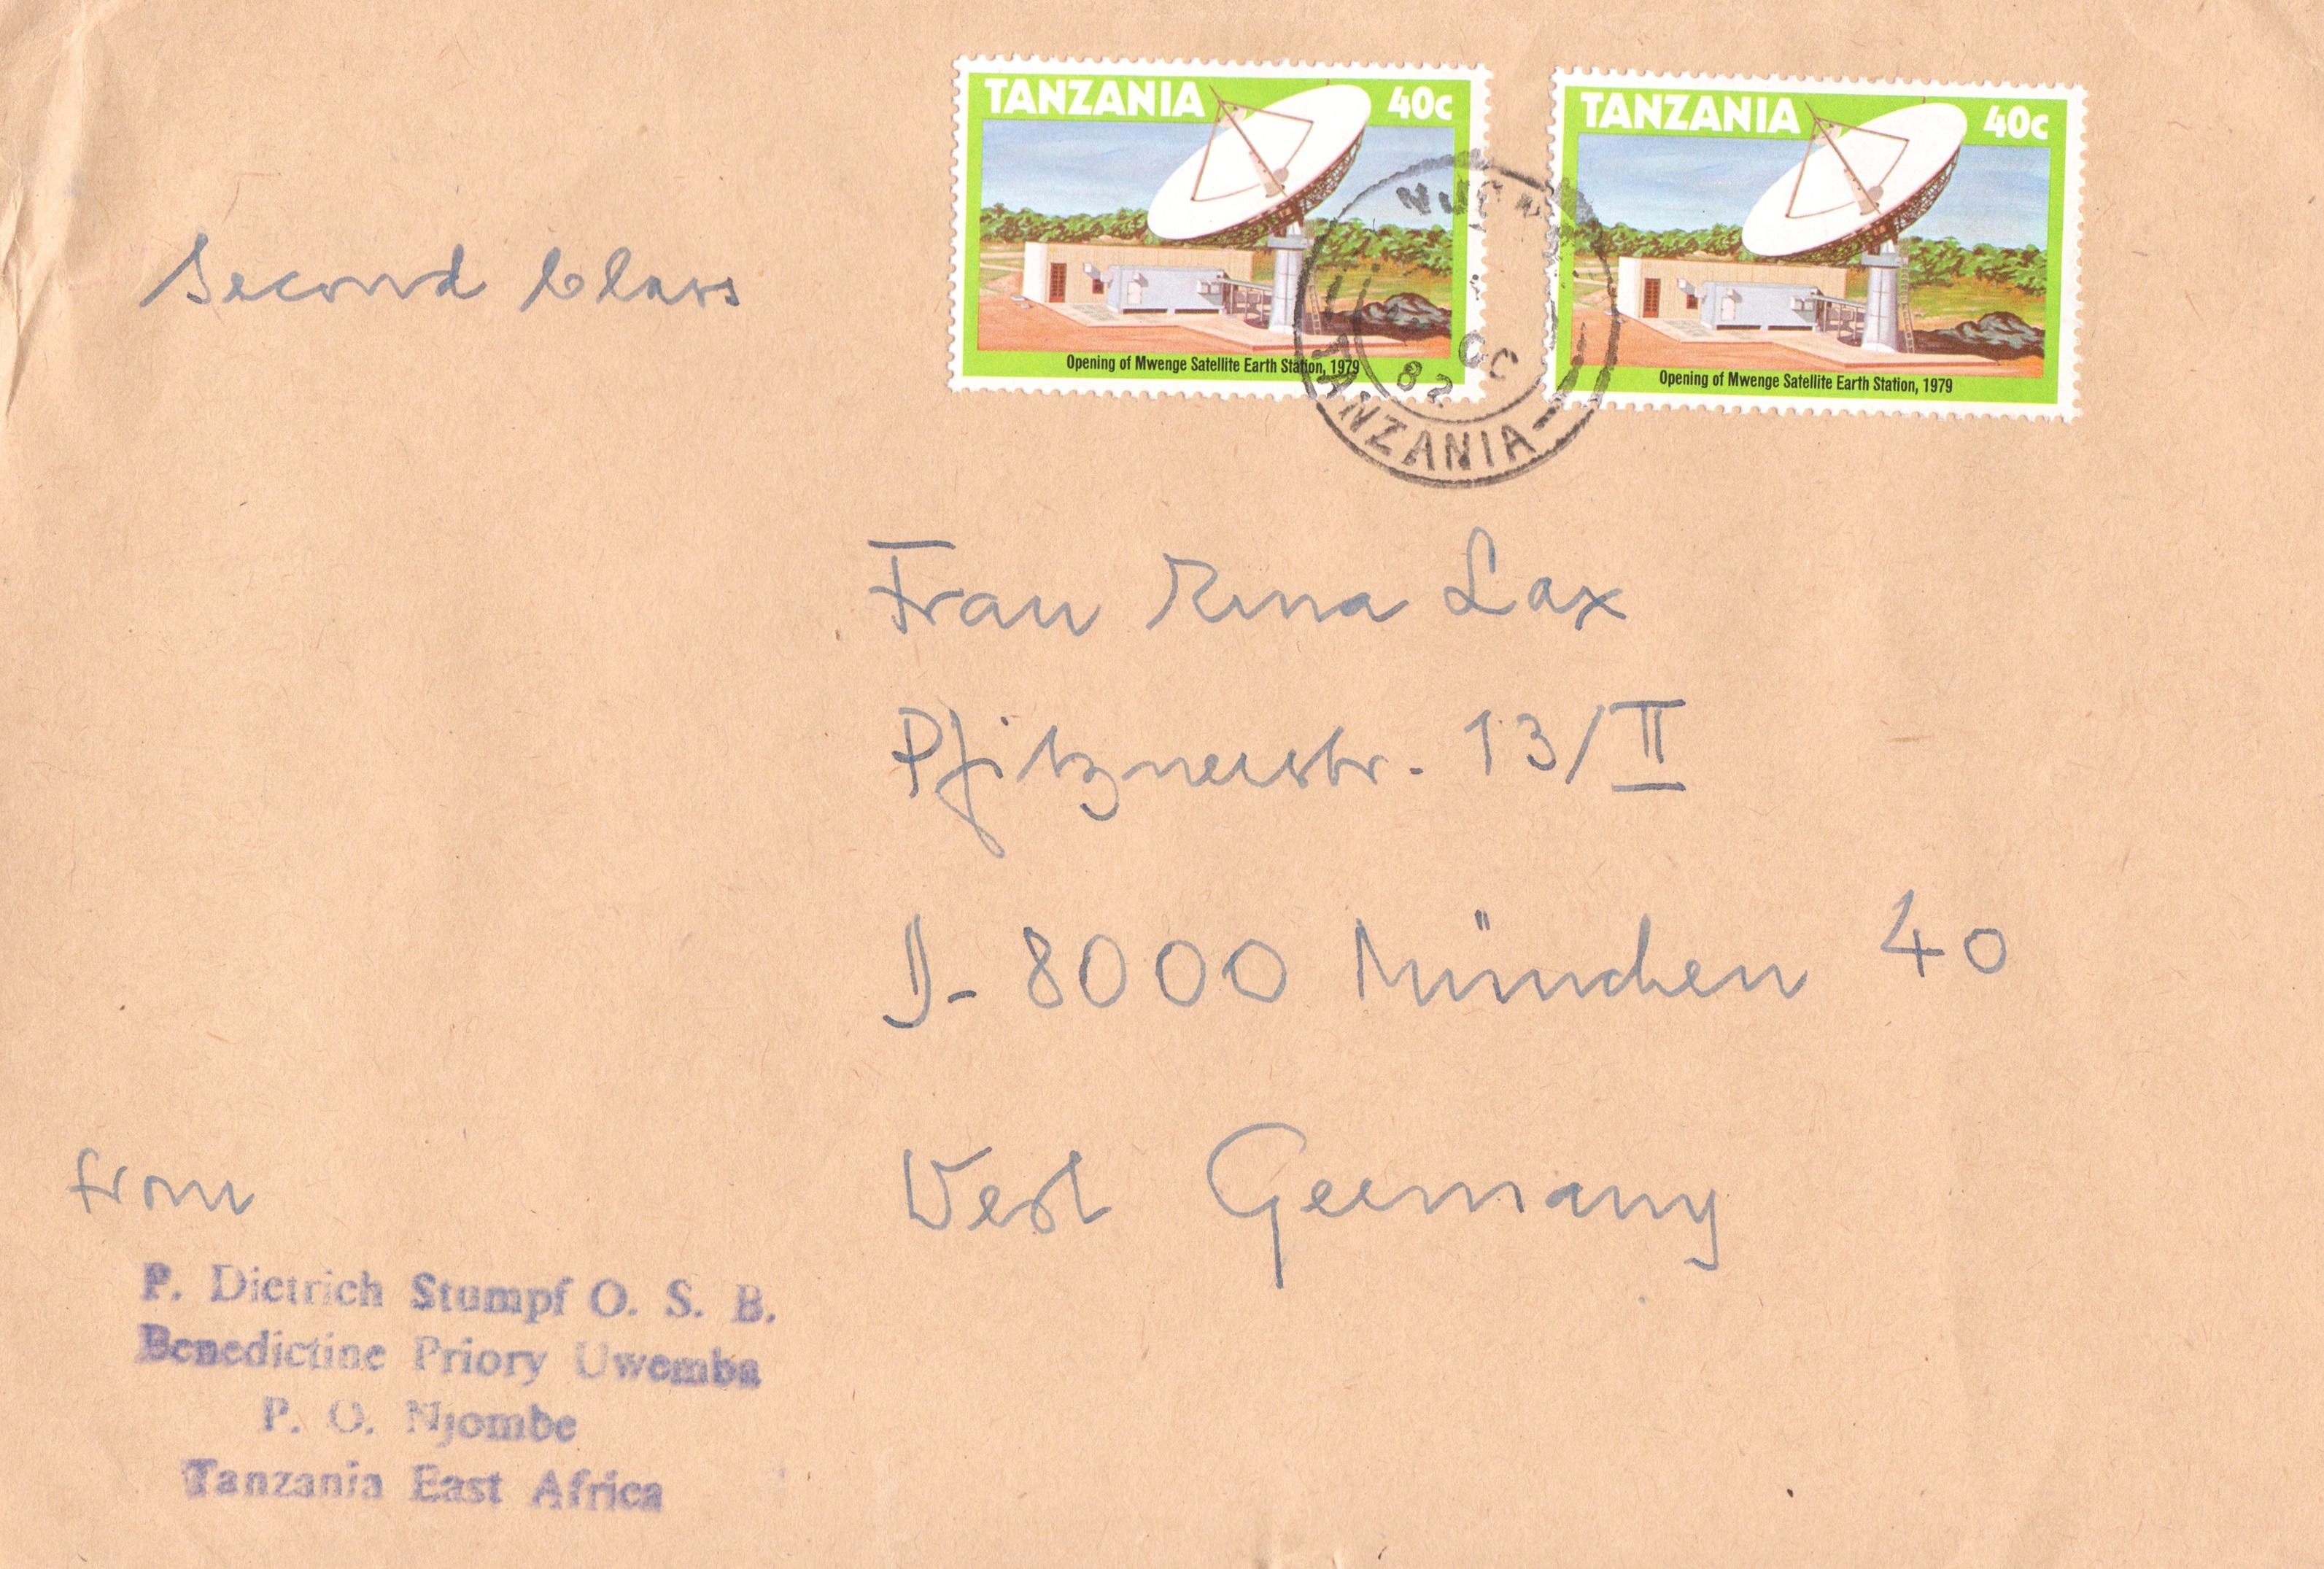 TANZANIA 40c
Opening of Mwenge Satellite Earth Station, 1979
TANZANIA 40c
Opening of Mwenge Satellite Earth Station, 1979
OC
82
TANZANIA
Second Class
Frau Lax
Pfitznerstr. 13/II
D-8000 München 40
West Germany
from
P. Dietrich Stumpf O. S. B.
Benedictine Priory Uwemba
P. O. Njombe
Tanzania East Africa